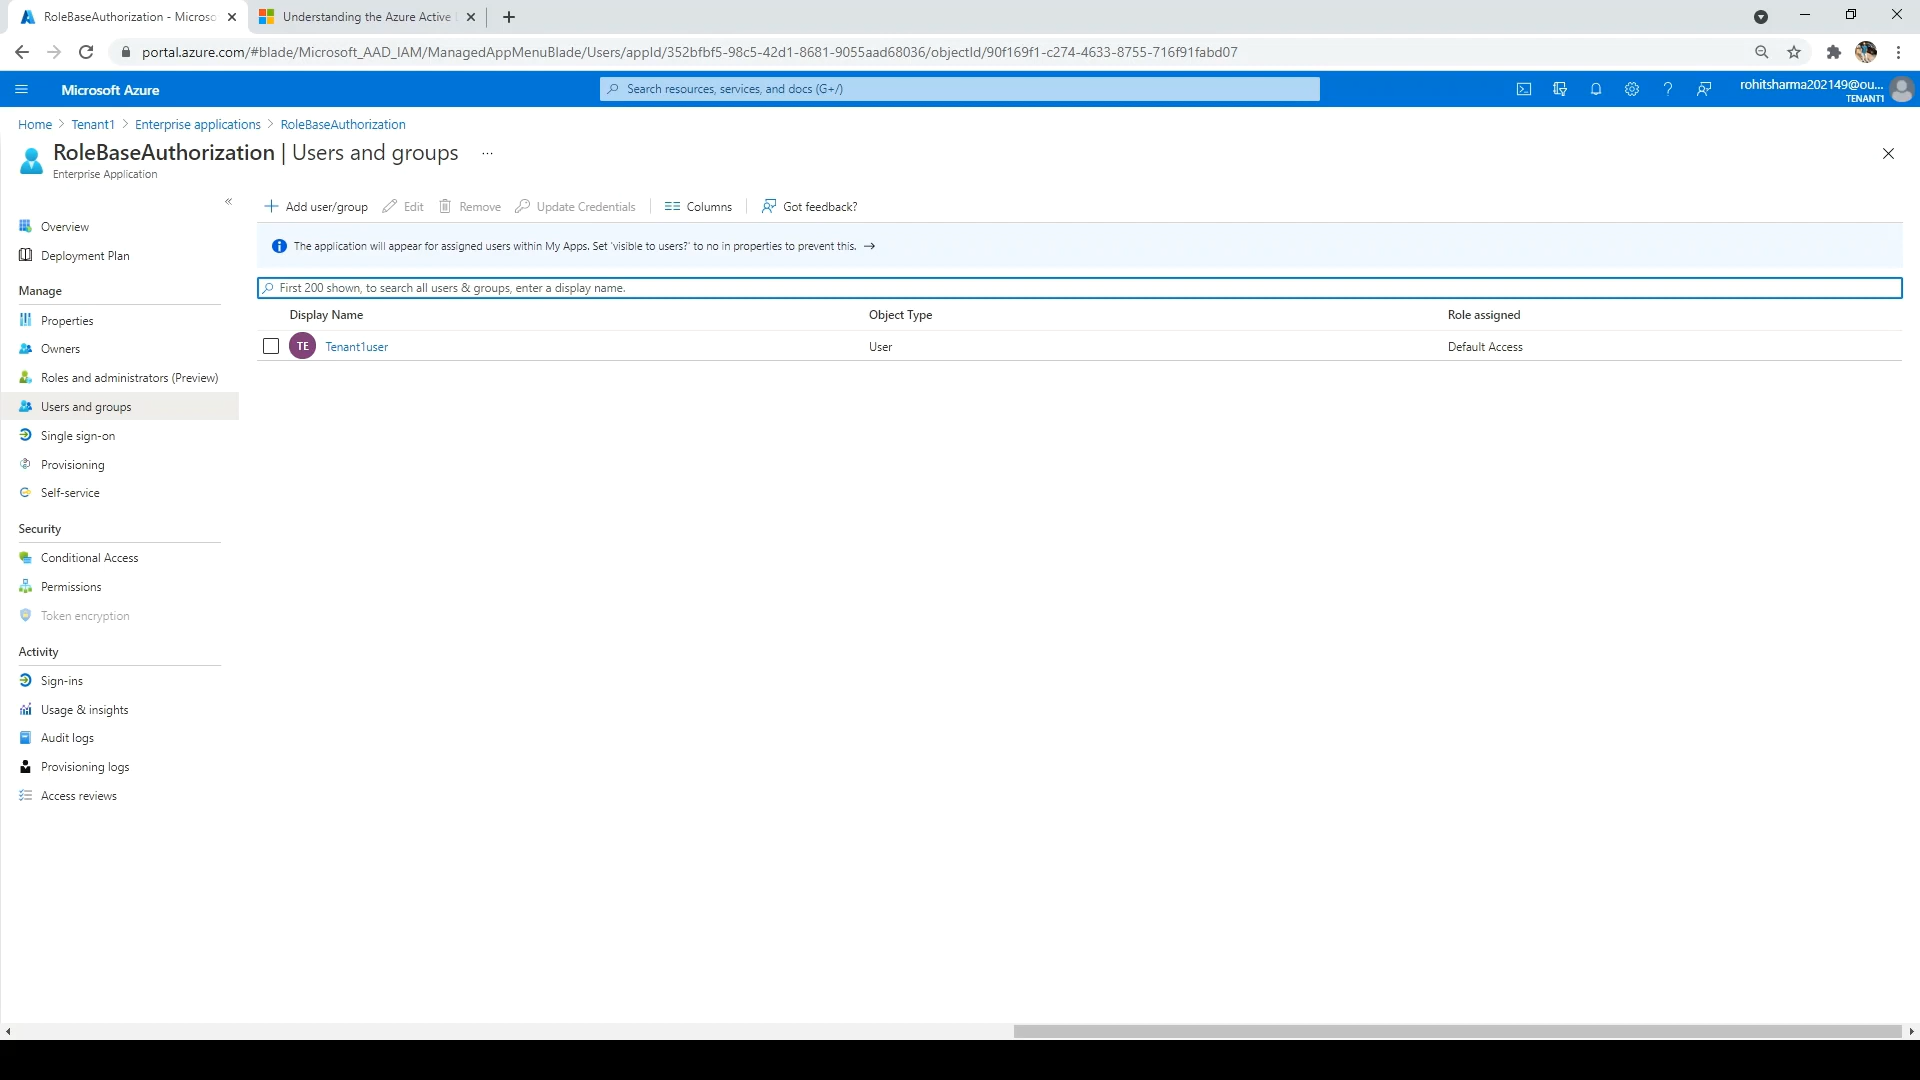 RoleBaseAuthorization - Microso
Understanding the Azure Active
portal.azure.com/#blade/Microsoft_AAD_IAM/ManagedAppMenuBlade/Users/appId/352bfbf5-98c5-42d1-8681-9055aad68036/objectId/90f169f1-c274-4633-8755-716f91fabd07
Microsoft Azure
Search resources, services, and docs (G+/)
rohitsharma202149@ou...
TENANT1
Home > Tenant1 > Enterprise applications > RoleBaseAuthorization
RoleBaseAuthorization | Users and groups ...
Enterprise Application
Overview
Deployment Plan
Manage
Properties
Owners
Roles and administrators (Preview)
Users and groups
Single sign-on
Provisioning
Self-service
Security
Conditional Access
Permissions
Token encryption
Activity
Sign-ins
Usage & insights
Audit logs
Provisioning logs
Access reviews
Add user/group Edit Remove Update Credentials Columns Got feedback?
The application will appear for assigned users within My Apps. Set 'visible to users?' to no in properties to prevent this. →
First 200 shown, to search all users & groups, enter a display name.
Display Name Object Type Role assigned
TE Tenant1user User Default Access